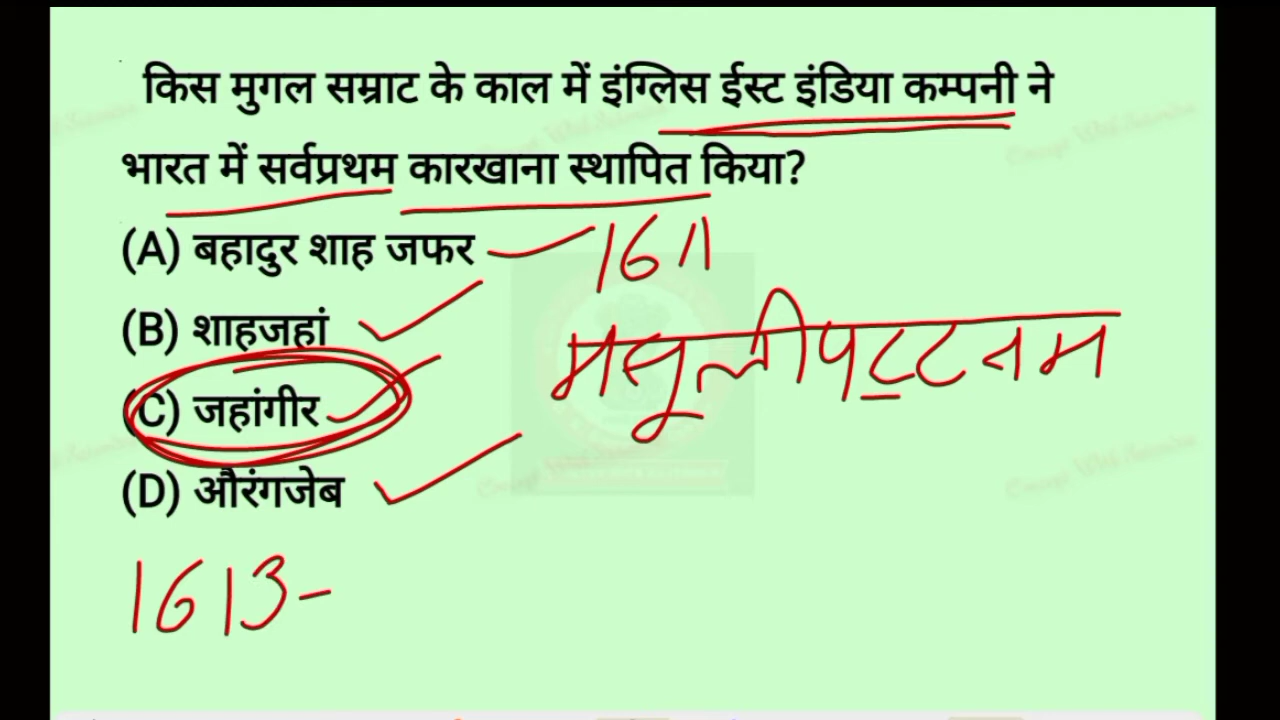 किस मुगल सम्राट के काल में इंग्लिस ईस्ट इंडिया कम्पनी ने
भारत में सर्वप्रथम कारखाना स्थापित किया?
(A) बहादुर शाह जफर
1611
(B) शाहजहां
मसूलीपट्टनम
(C) जहांगीर
(D) औरंगजेब
1613-